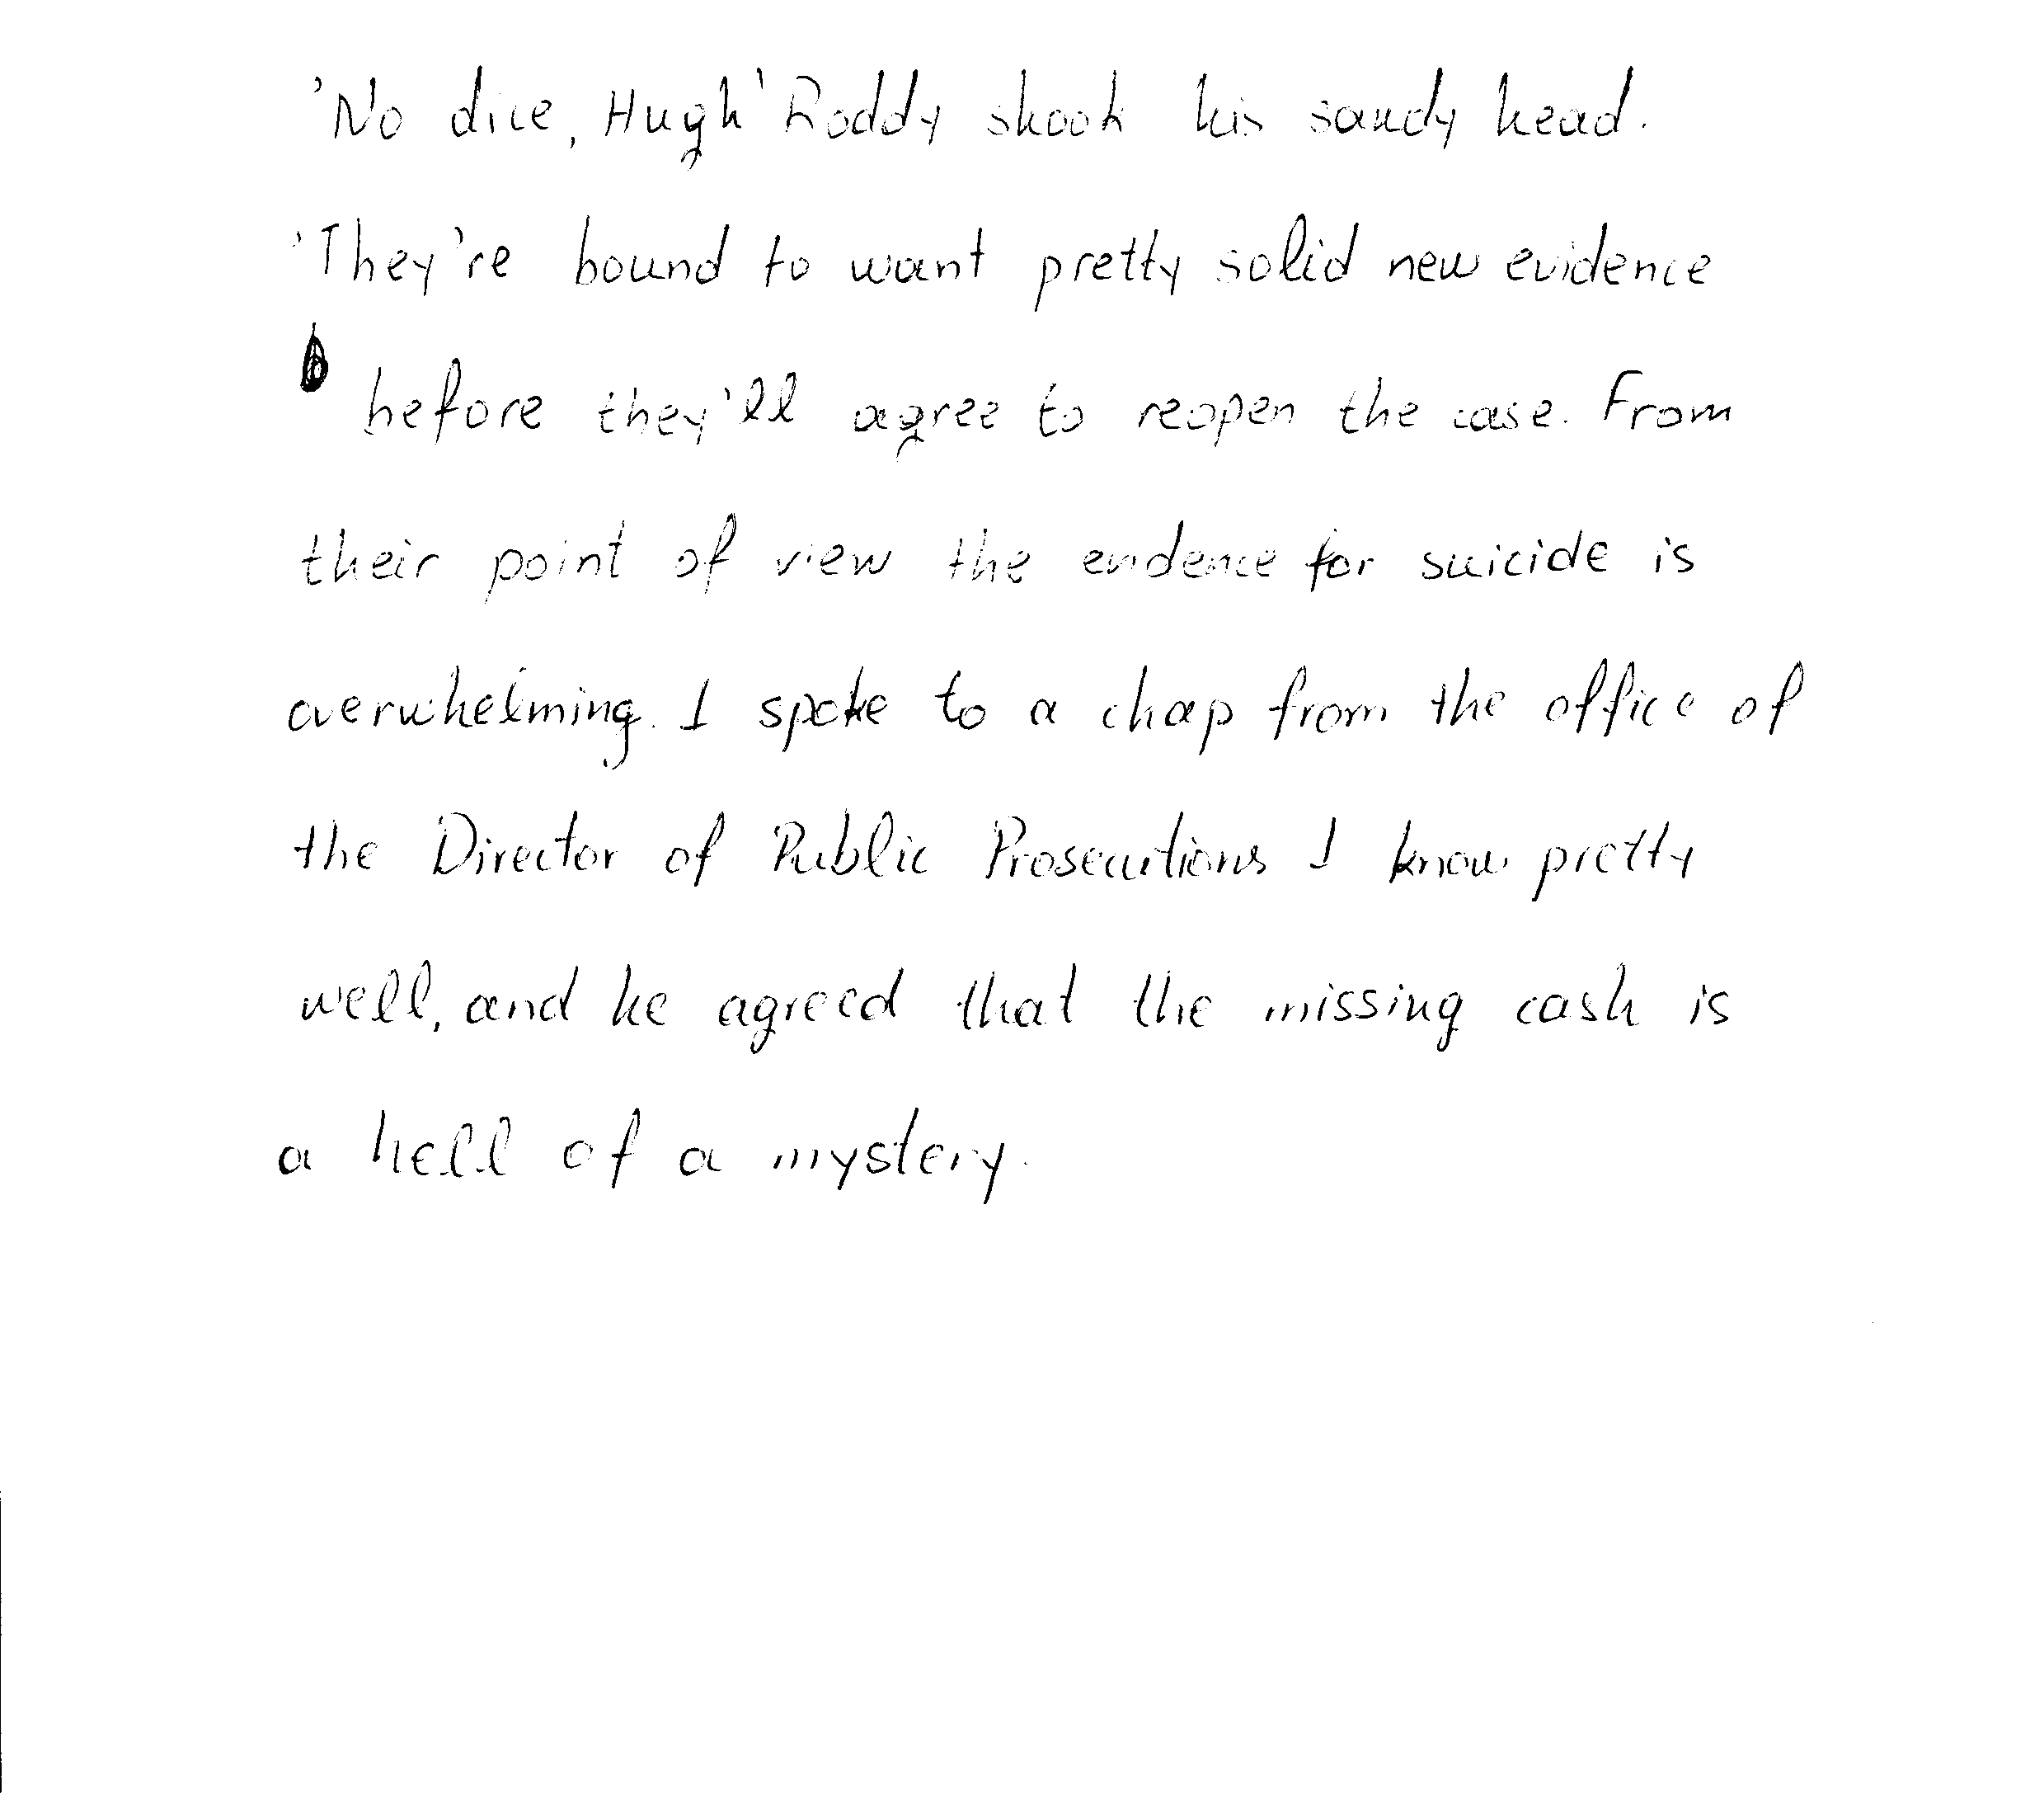 'No dice, Hugh' Roddy shook his sandy head.
'They're bound to want pretty solid new evidence
before they'll agree to reopen the case. From
their point of view the evidence for suicide is
overwhelming. I spoke to a chap from the office of
the Director of Public Prosecutions I know pretty
well, and he agreed that the missing cash is
a hell of a mystery.